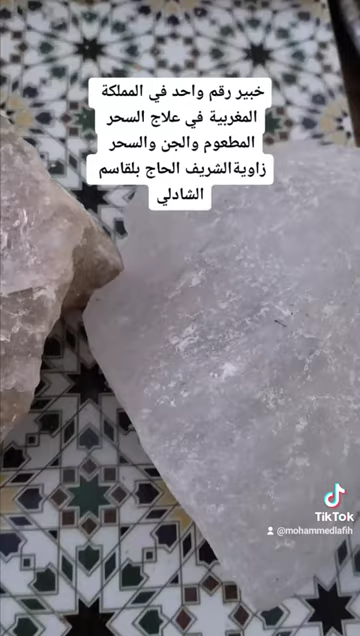 خبير رقم واحد في المملكة
المغربية في علاج السحر
المطعوم والجن والسحر
زاويةالشريف الحاج بلقاسم
الشادلي
TikTok
@mohammedlafih